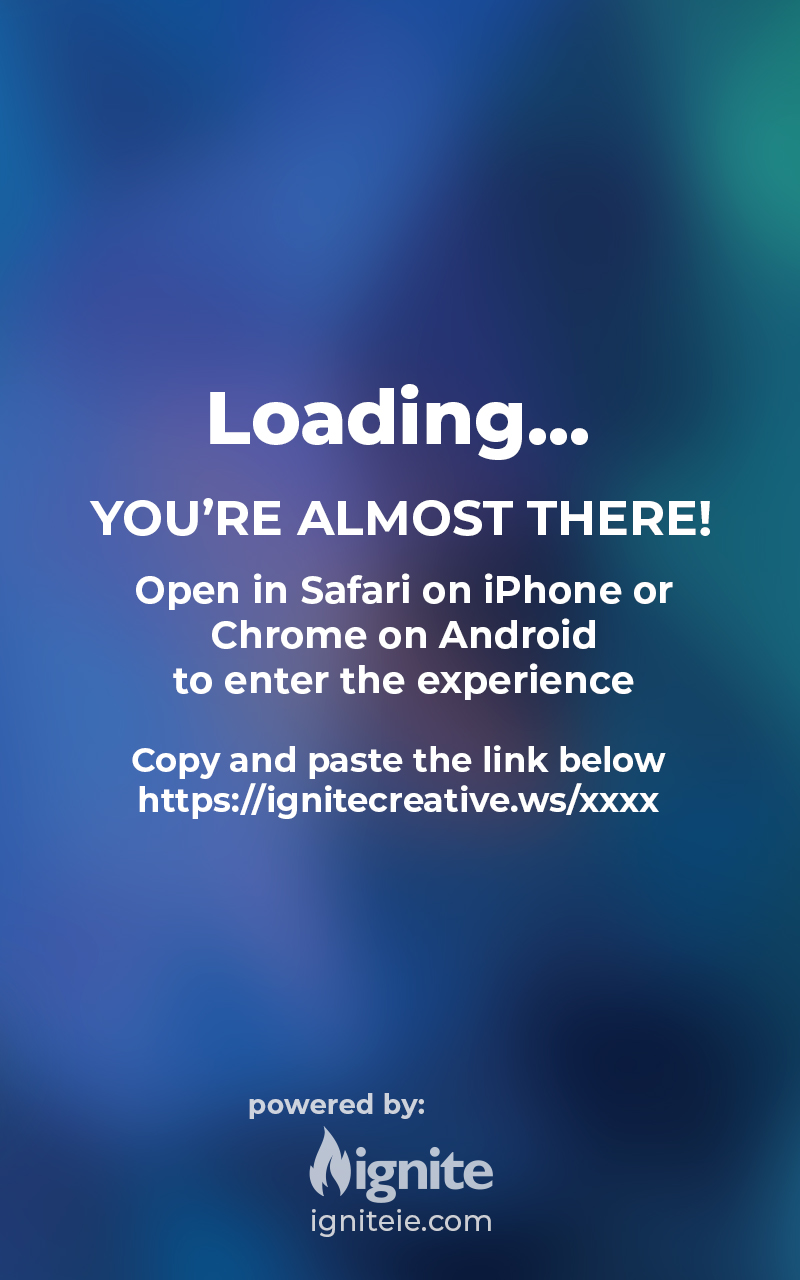 Loading...
YOU’RE ALMOST THERE!
Open in Safari on iPhone or
Chrome on Android
to enter the experience
Copy and paste the link below
https://ignitecreative.ws/xxxx
powered by:
ignite
igniteie.com